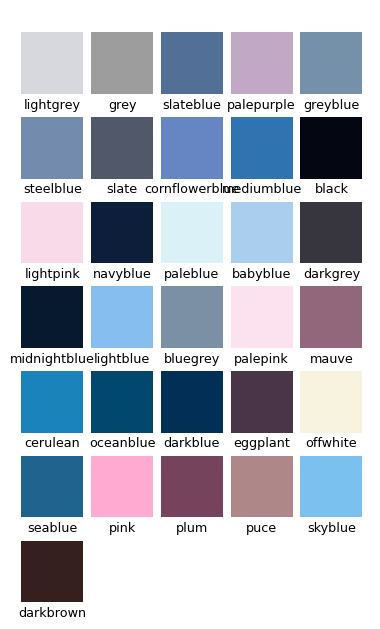 lightgrey grey slateblue palepurple greyblue
steelblue slate cornflowerblue mediumblue black
lightpink navyblue paleblue babyblue darkgrey
midnightblue lightblue bluegrey palepink mauve
cerulean oceanblue darkblue eggplant offwhite
seablue pink plum puce skyblue
darkbrown